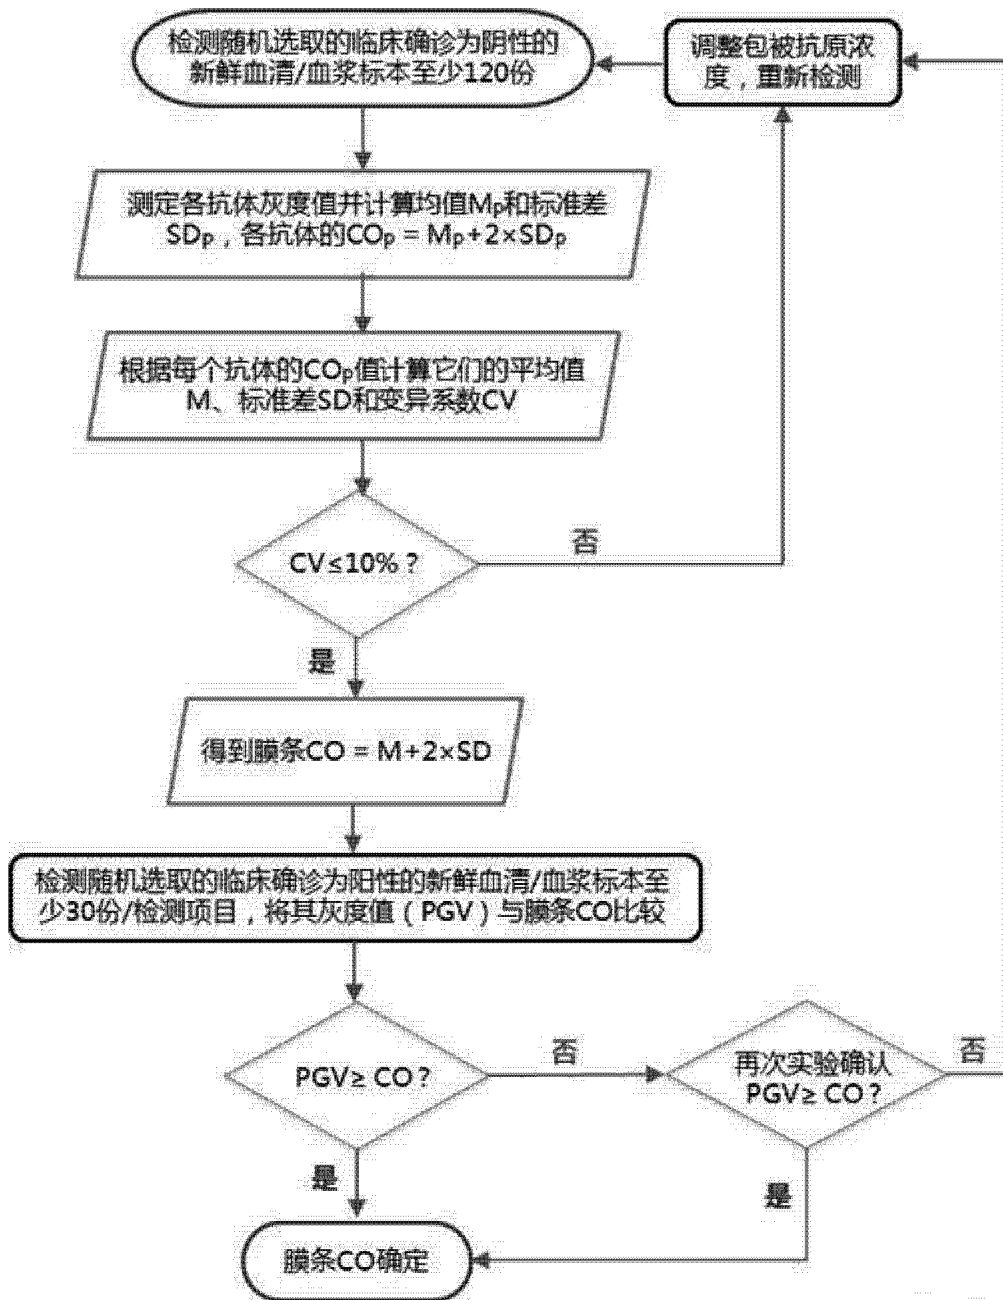 检测随机选取的临床确诊为阴性的
新鲜血清/血浆标本至少120份
调整包被抗原浓
度，重新检测
测定各抗体灰度值并计算均值Mp和标准差
SDp，各抗体的COp = Mp+2×SDp
根据每个抗体的COp值计算它们的平均值
M、标准差SD和变异系数CV
CV≤10%？
否
是
得到膜条CO = M+2×SD
检测随机选取的临床确诊为阳性的新鲜血清/血浆标本至
少30份/检测项目，将其灰度值（PGV）与膜条CO比较
PGV≥ CO？
否
再次实验确认
PGV≥ CO？
否
是
是
膜条CO确定